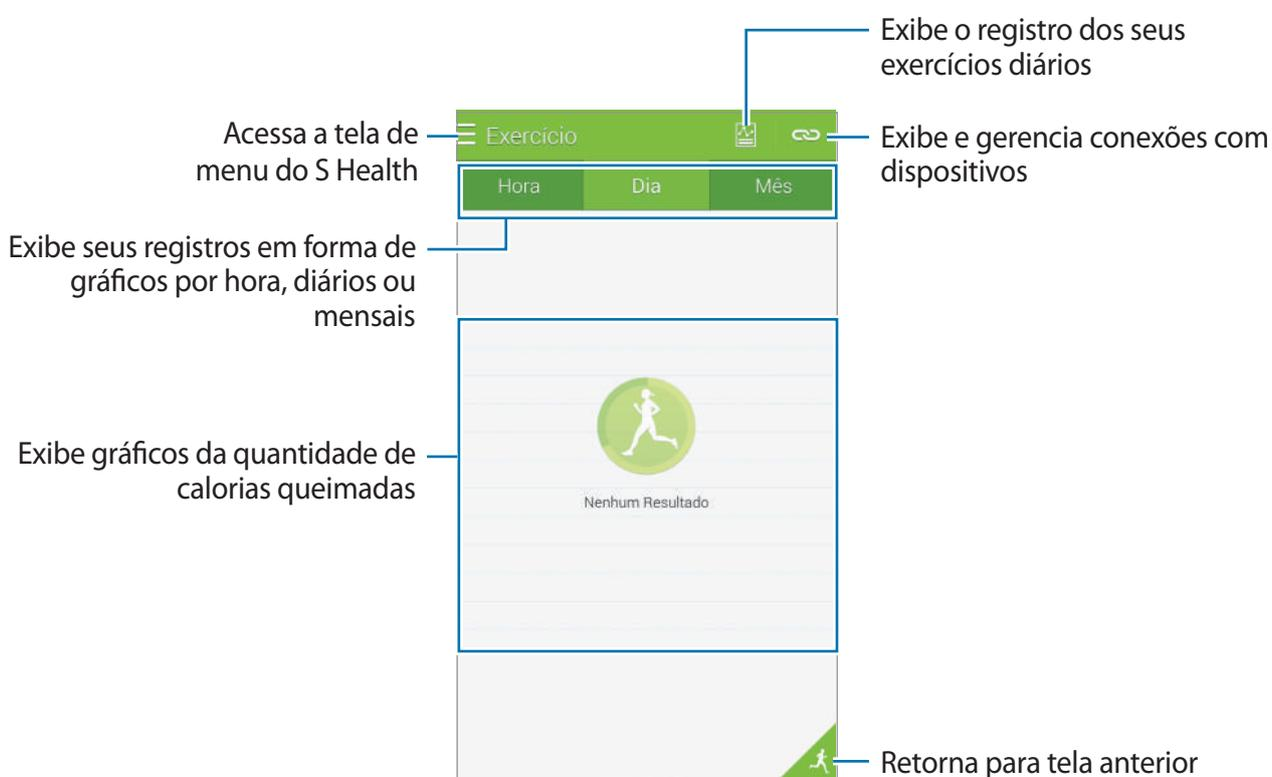 Exibe o registro dos seus
exercícios diários
Acessa a tela de
menu do S Health
Exercício
Exibe e gerencia conexões com
dispositivos
Hora Dia Mês
Exibe seus registros em forma de
gráficos por hora, diários ou
mensais
Exibe gráficos da quantidade de
calorias queimadas
Nenhum Resultado
Retorna para tela anterior